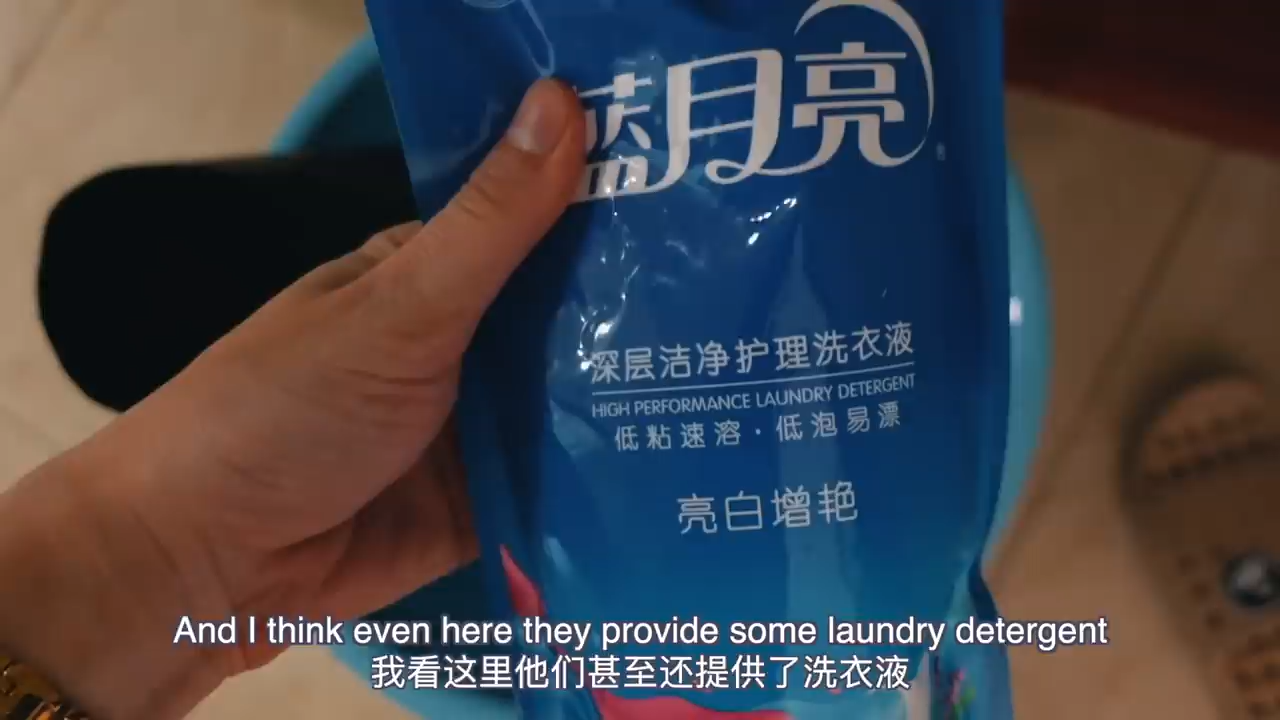 蓝月亮
深层洁净护理洗衣液
HIGH PERFORMANCE LAUNDRY DETERGENT
低粘速溶·低泡易漂
亮白增艳
And I think even here they provide some laundry detergent
我看这里他们甚至还提供了洗衣液